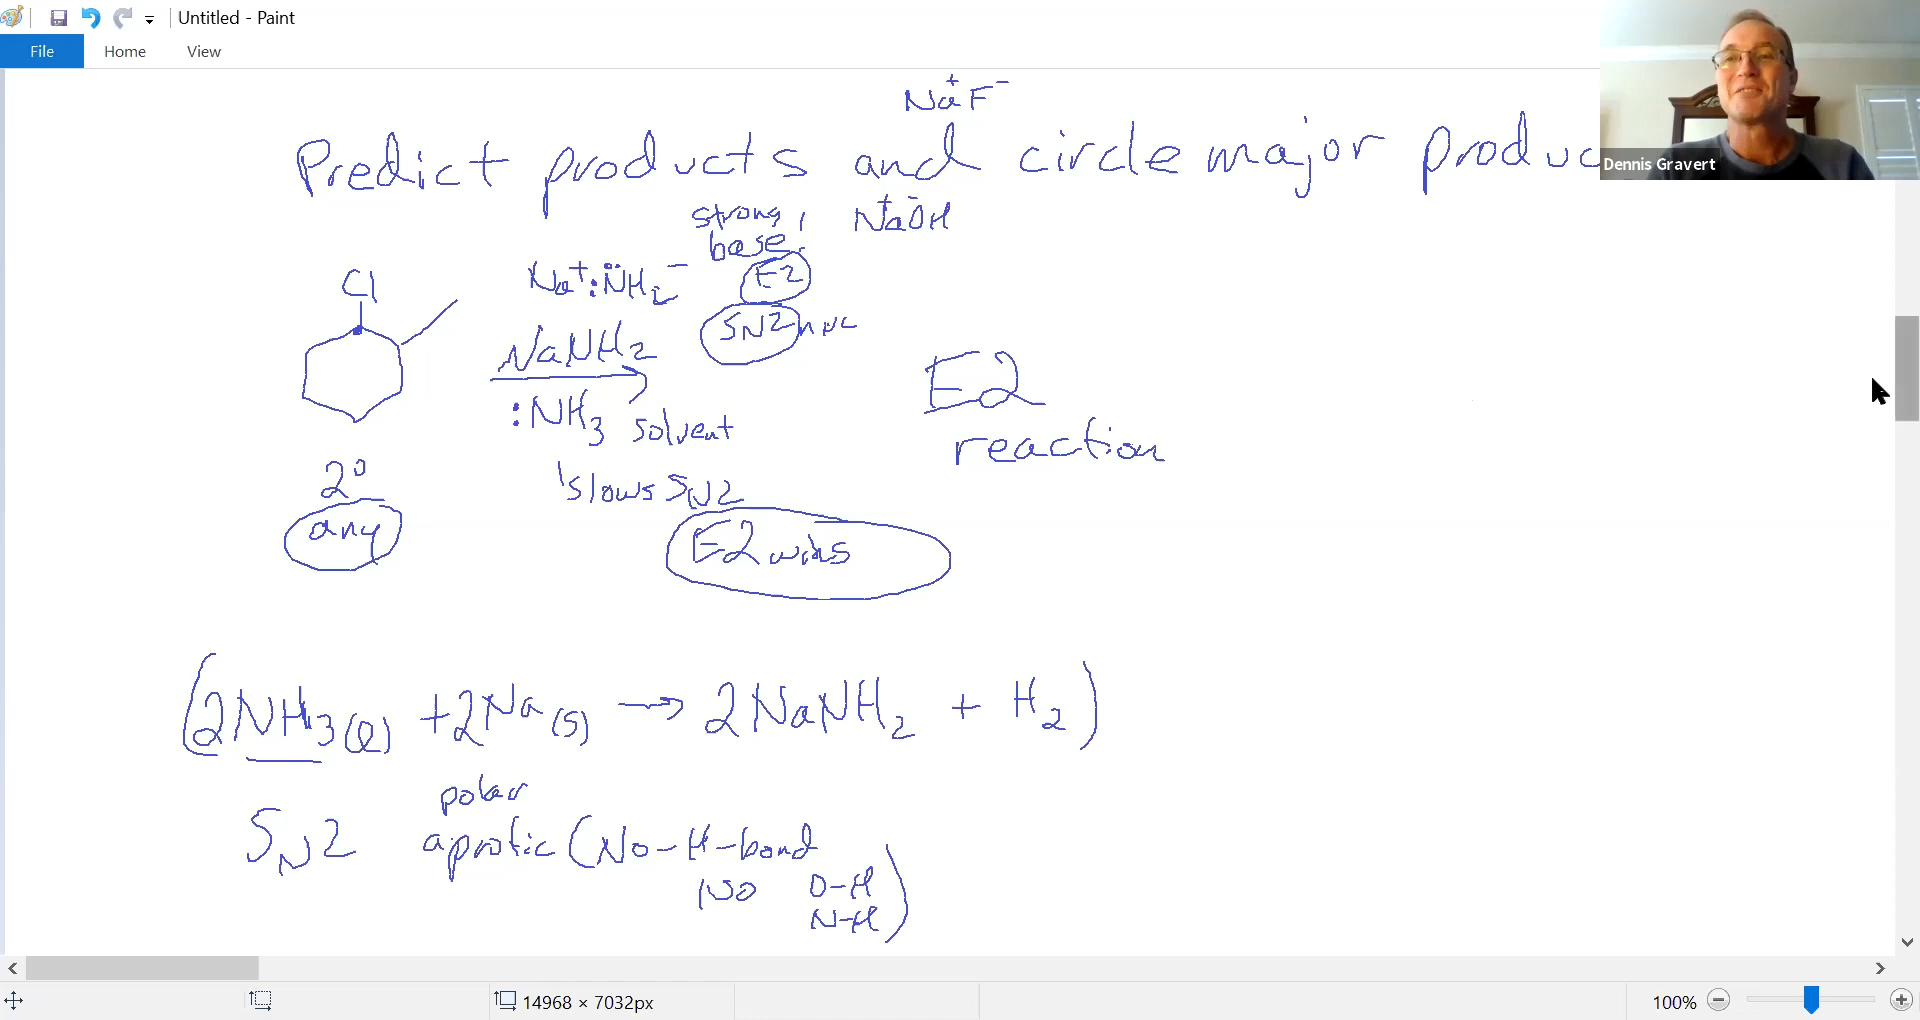 Untitled - Paint
File Home View
Na⁺F⁻
Predict products and circle major produc
Dennis Gravert
strong
base
Na⁺OH⁻
Cl
Na⁺:NH₂⁻
E2
SN2 nuc
NaNH₂
:NH₃ solvent
E2
reaction
2°
slows SN2
any
E2 wins
(2NH₃(l) + 2Na(s) → 2NaNH₂ + H₂)
polar
SN2 aprotic (No-H-bond
No O-H
N-H)
14968 × 7032px
100%